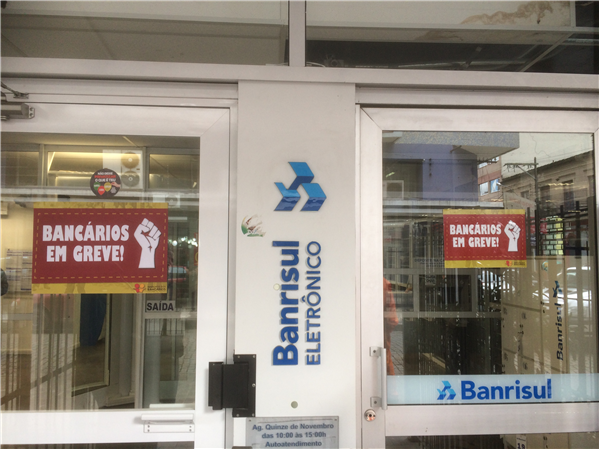 BANCÁRIOS
EM GREVE!
SAÍDA
Banrisul
ELETRÔNICO
Ag. Quinze de Novembro
das 10:00 às 15:00h
Autoatendimento
BANCÁRIOS
EM GREVE!
Banrisul
Banrisul